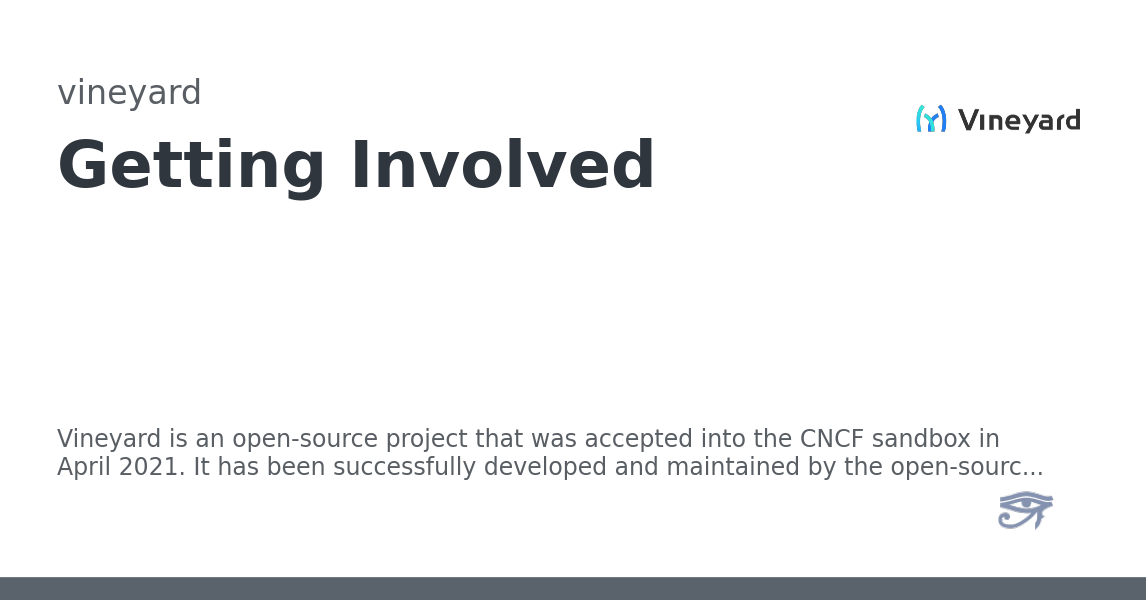 vineyard
Vineyard
Getting Involved
Vineyard is an open-source project that was accepted into the CNCF sandbox in
April 2021. It has been successfully developed and maintained by the open-sourc...